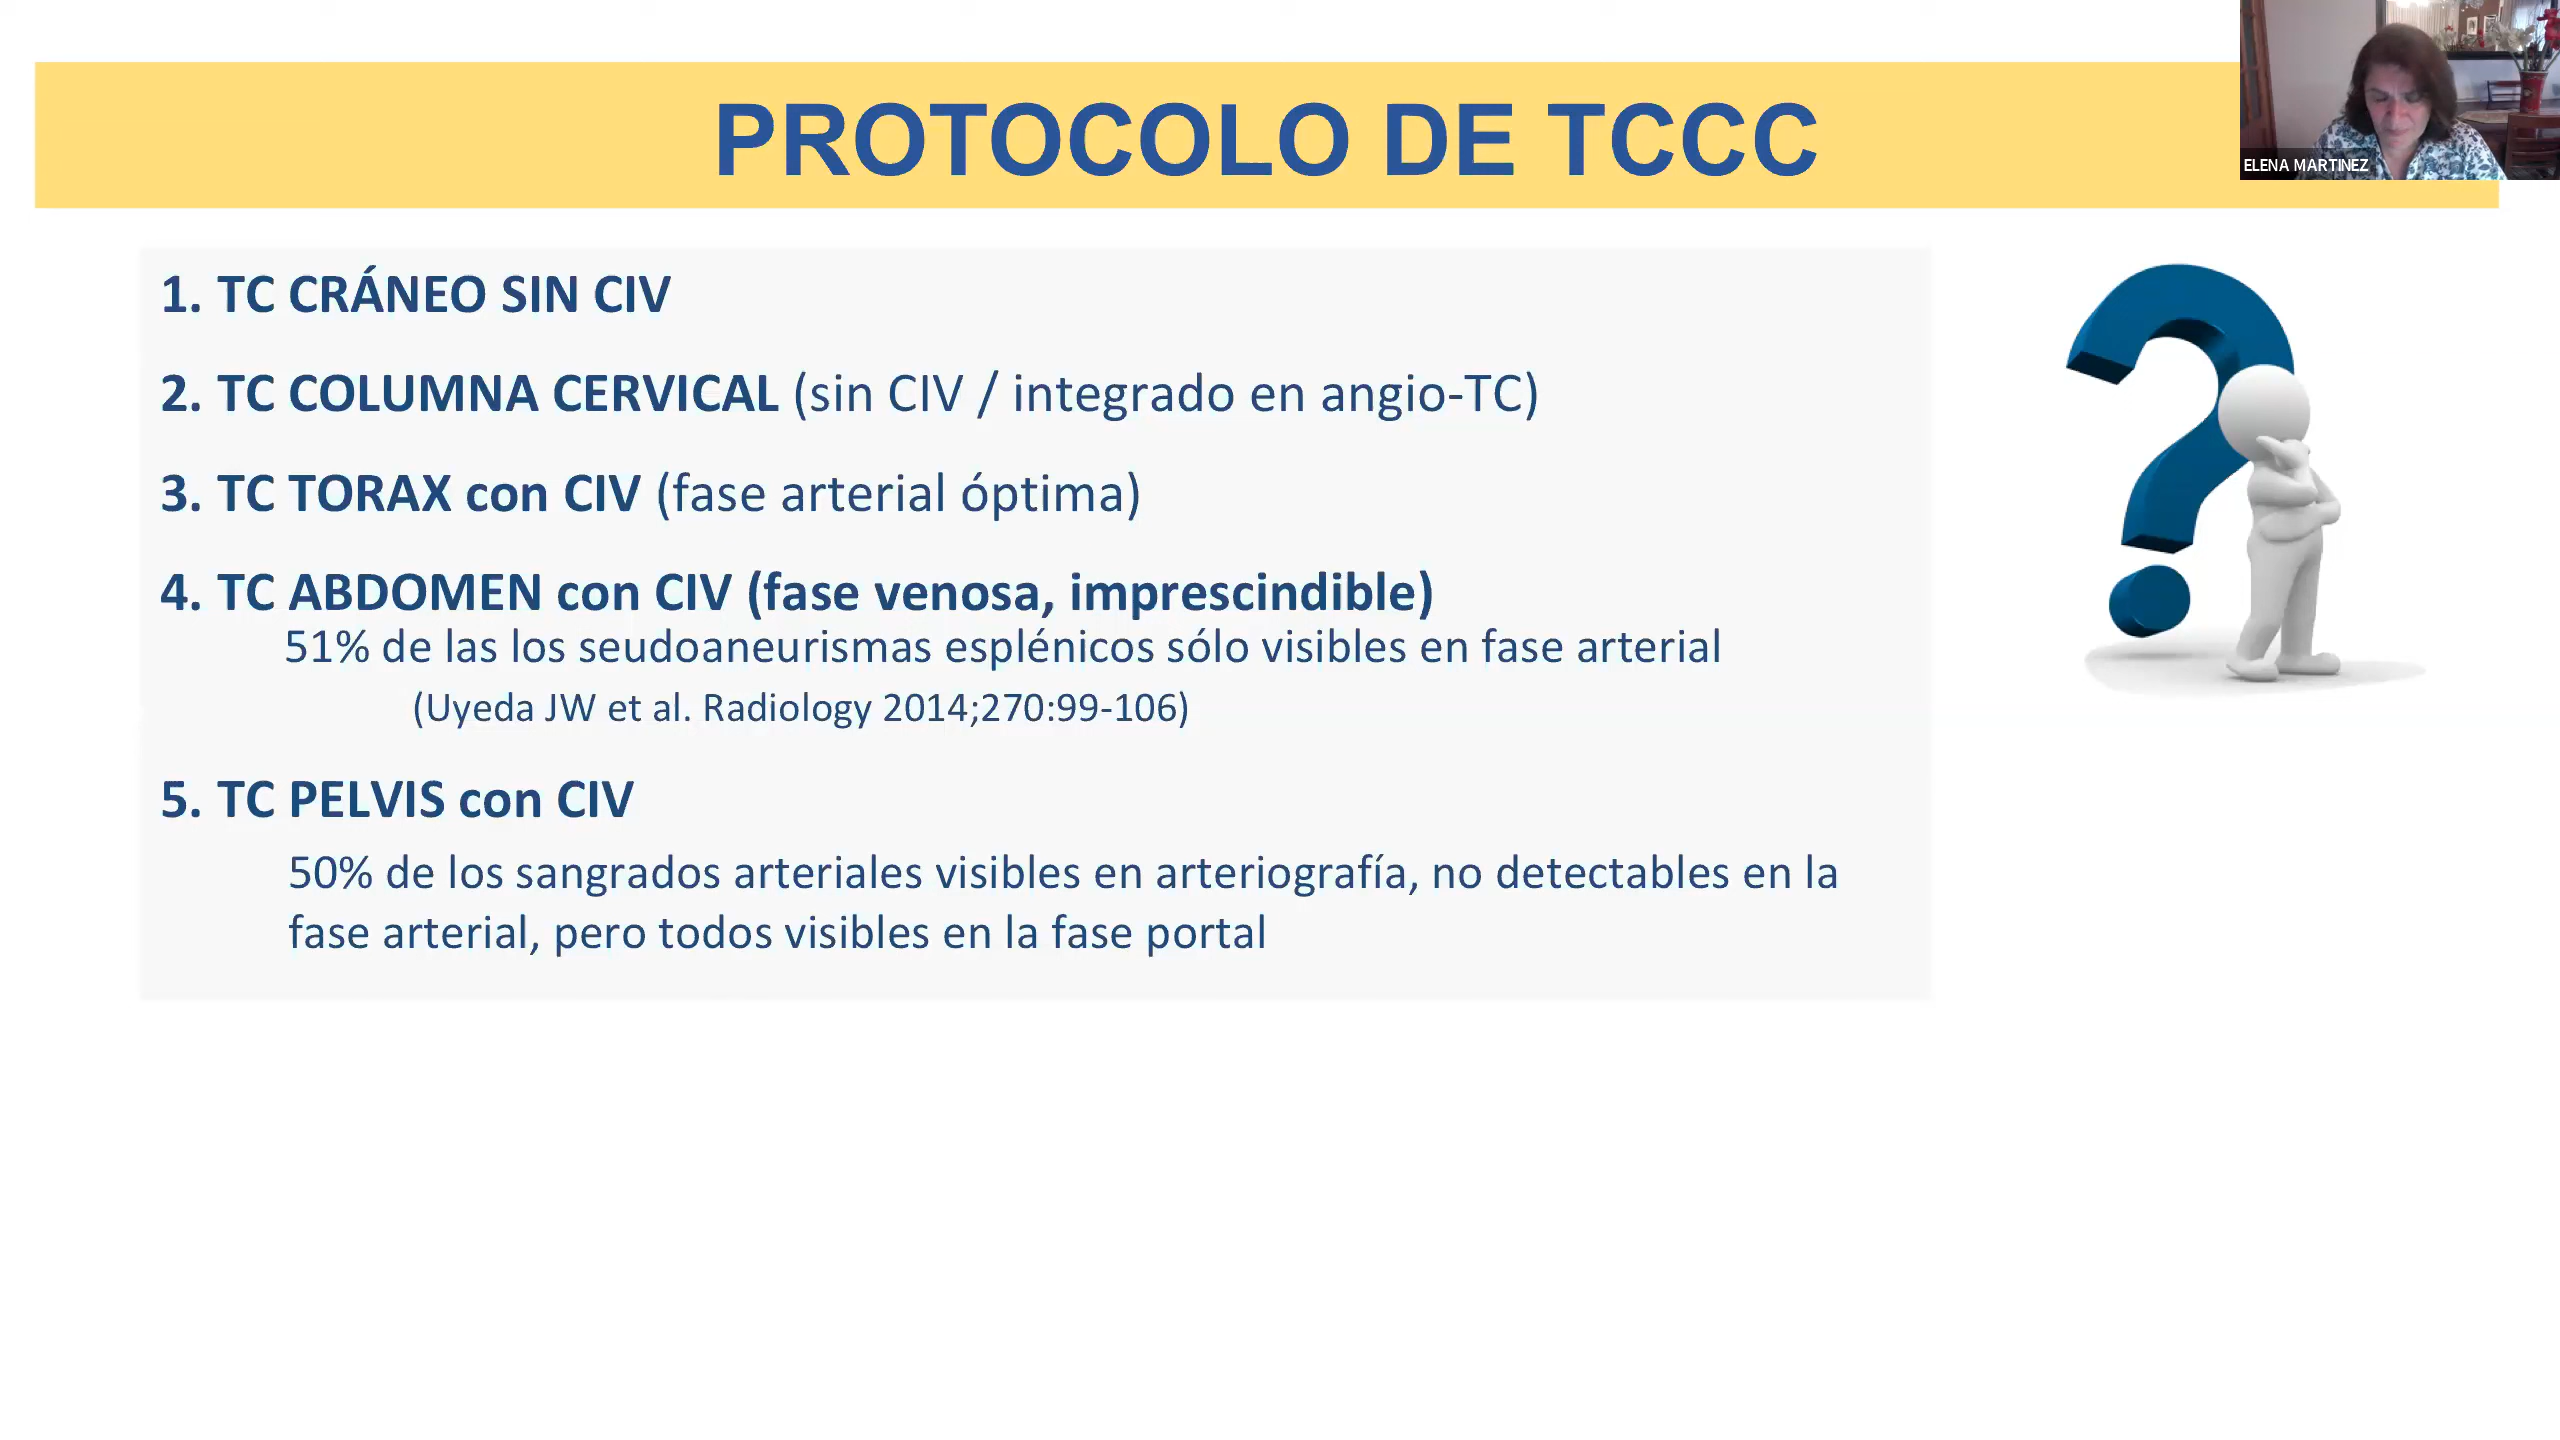 PROTOCOLO DE TCCC
ELENA MARTINEZ
1. TC CRÁNEO SIN CIV
2. TC COLUMNA CERVICAL (sin CIV / integrado en angio-TC)
3. TC TORAX con CIV (fase arterial óptima)
4. TC ABDOMEN con CIV (fase venosa, imprescindible)
51% de las los seudoaneurismas esplénicos sólo visibles en fase arterial
(Uyeda JW et al. Radiology 2014;270:99-106)
5. TC PELVIS con CIV
50% de los sangrados arteriales visibles en arteriografía, no detectables en la
fase arterial, pero todos visibles en la fase portal